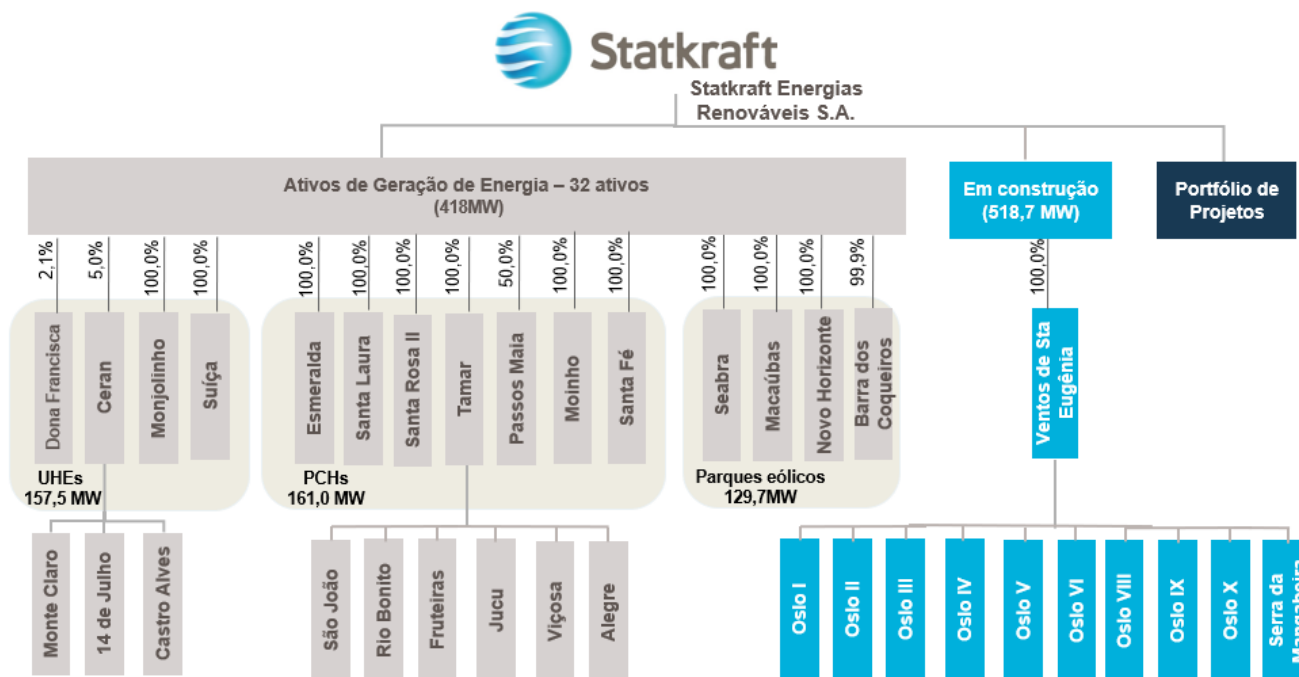 Statkraft
Statkraft Energias
Renováveis S.A.
Ativos de Geração de Energia – 32 ativos
(418MW)
Em construção
(518,7 MW)
Portfólio de
Projetos
2,1%
5,0%
100,0%
100,0%
100,0%
100,0%
100,0%
100,0%
50,0%
100,0%
100,0%
100,0%
100,0%
100,0%
99,9%
100,0%
Dona Francisca
Ceran
Monjolinho
Suíça
Esmeralda
Santa Laura
Santa Rosa II
Tamar
Passos Maia
Moinho
Santa Fé
Seabra
Macaúbas
Novo Horizonte
Barra dos
Coqueiros
Ventos de Sta
Eugênia
UHEs
157,5 MW
PCHs
161,0 MW
Parques eólicos
129,7MW
Monte Claro
14 de Julho
Castro Alves
São João
Rio Bonito
Fruteiras
Jucu
Viçosa
Alegre
Oslo I
Oslo II
Oslo III
Oslo IV
Oslo V
Oslo VI
Oslo VIII
Oslo IX
Oslo X
Serra da
Mangabeira